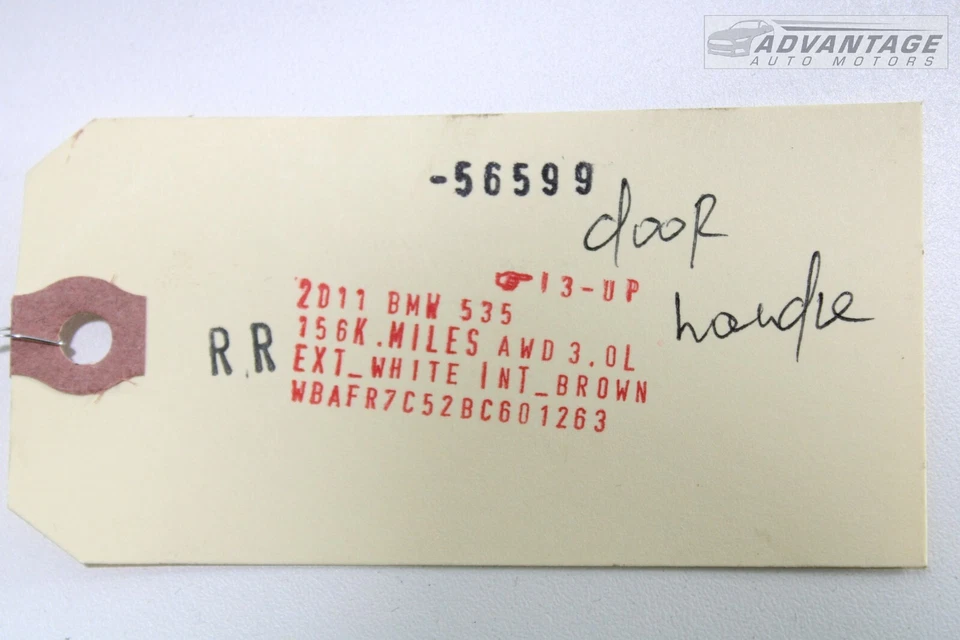 ADVANTAGE
AUTO MOTORS
-56599
door
handle
☞13-UP
2011 BMW 535
156K.MILES AWD 3.0L
EXT_WHITE INT_BROWN
WBAFR7C52BC601263
R.R